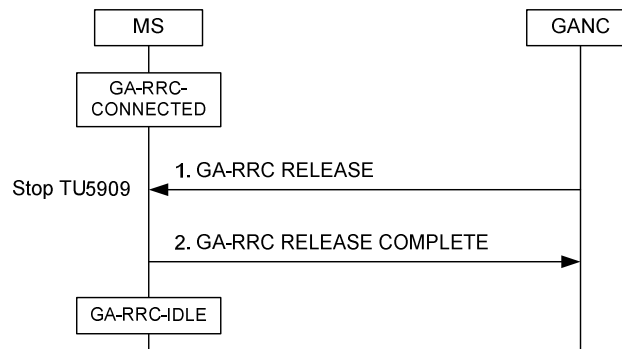 MS
GANC
GA-RRC-
CONNECTED
1. GA-RRC RELEASE
Stop TU5909
2. GA-RRC RELEASE COMPLETE
GA-RRC-IDLE